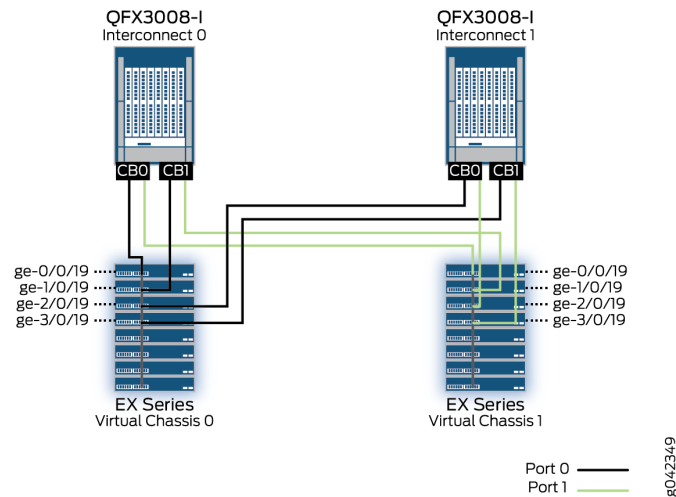 QFX3008-I
Interconnect 0
QFX3008-I
Interconnect 1
CB0
CB1
CB0
CB1
ge-0/0/19
ge-1/0/19
ge-2/0/19
ge-3/0/19
ge-0/0/19
ge-1/0/19
ge-2/0/19
ge-3/0/19
EX Series
Virtual Chassis 0
EX Series
Virtual Chassis 1
Port 0
Port 1
g042349